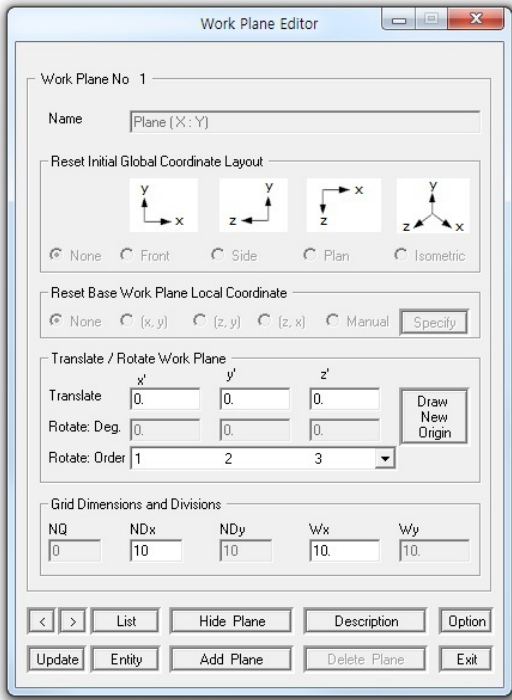 Work Plane Editor
Work Plane No 1
Name Plane ( X : Y )
Reset Initial Global Coordinate Layout
y x y z x z y z x
None Front Side Plan Isometric
Reset Base Work Plane Local Coordinate
None (x, y) (z, y) (z, x) Manual Specify
Translate / Rotate Work Plane
x' y' z'
Translate 0. 0. 0.
Draw
New
Origin
Rotate: Deg. 0. 0. 0.
Rotate: Order 1 2 3
Grid Dimensions and Divisions
NQ NDx NDy Wx Wy
0 10 10 10. 10.
< > List Hide Plane Description Option
Update Entity Add Plane Delete Plane Exit